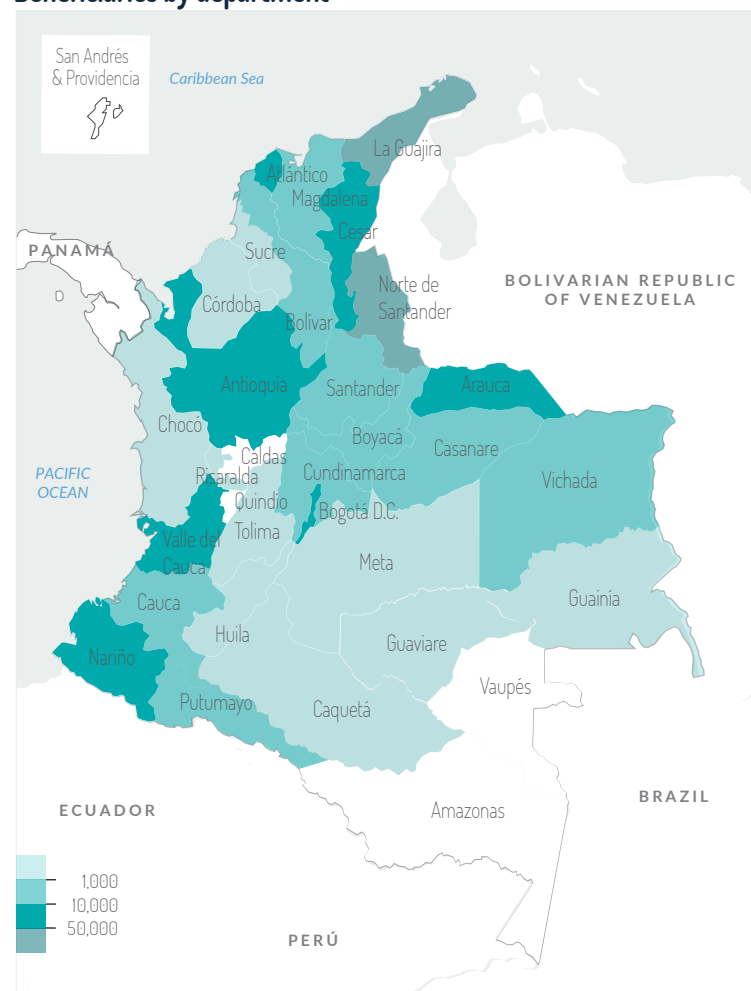 Beneficiaries by department
San Andrés
& Providencia
Caribbean Sea
La Guajira
Atlántico
Magdalena
Cesar
PANAMÁ
Sucre
Norte de
Santander
BOLIVARIAN REPUBLIC
OF VENEZUELA
Córdoba
Bolívar
Antioquia
Santander
Arauca
Chocó
Boyacá
Casanare
Caldas
PACIFIC
OCEAN
Risaralda
Cundinamarca
Vichada
Quindío
Bogotá D.C.
Tolima
Valle del
Cauca
Meta
Cauca
Guainía
Huila
Guaviare
Nariño
Vaupés
Putumayo
Caquetá
ECUADOR
Amazonas
BRAZIL
1,000
10,000
50,000
PERÚ